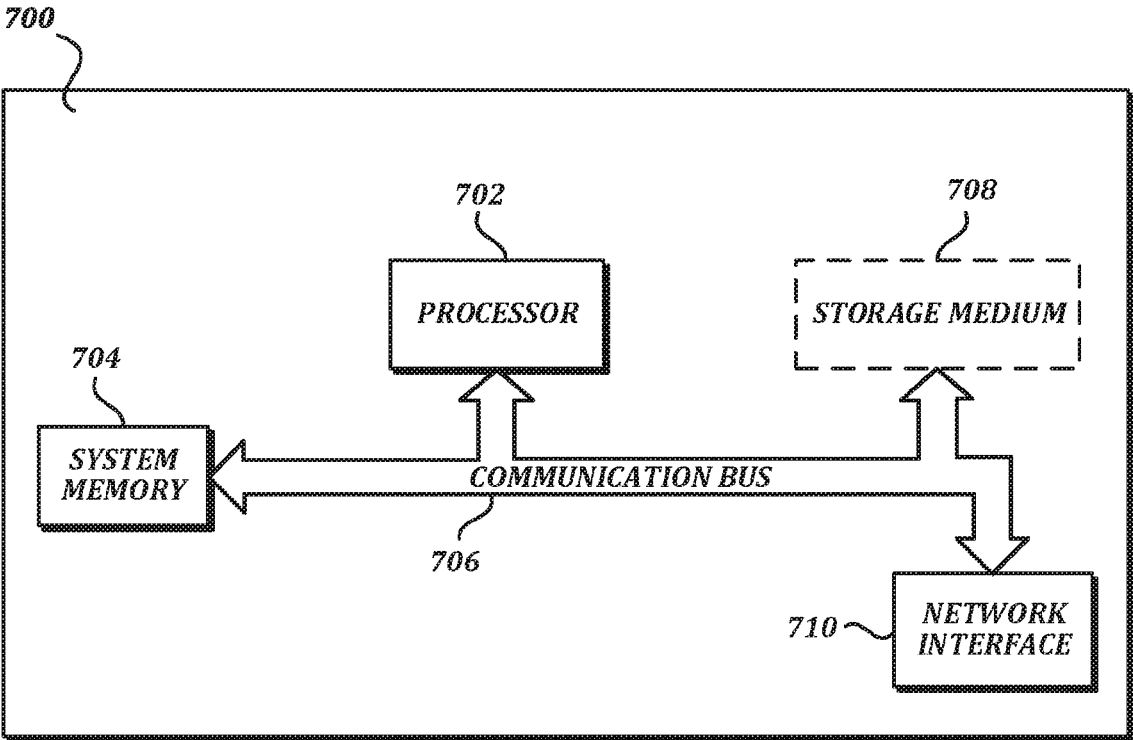 700
702
708
PROCESSOR
STORAGE MEDIUM
704
SYSTEM
MEMORY
COMMUNICATION BUS
706
NETWORK
INTERFACE
710